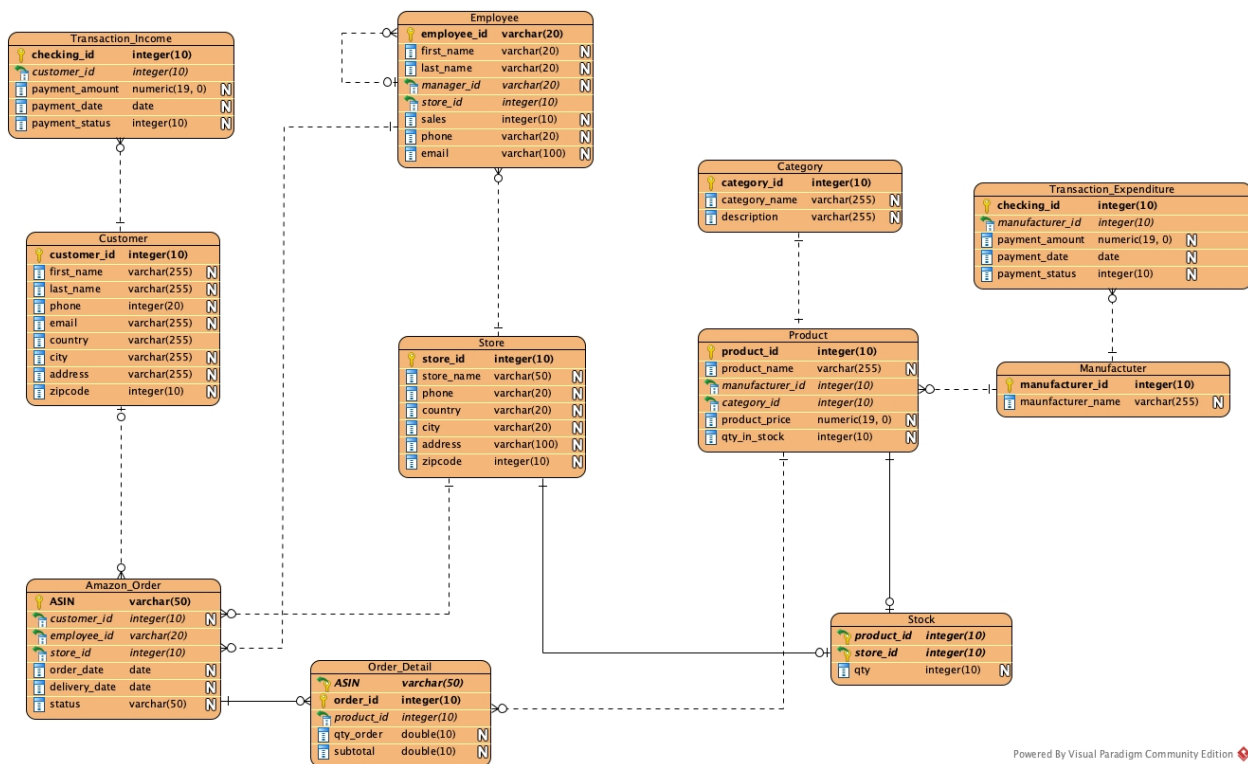 Transaction_Income
checking_id integer(10)
customer_id integer(10)
payment_amount numeric(19, 0) N
payment_date date N
payment_status integer(10) N
Employee
employee_id varchar(20)
first_name varchar(20) N
last_name varchar(20) N
manager_id varchar(20) N
store_id integer(10)
sales integer(10) N
phone varchar(20) N
email varchar(100) N
Category
category_id integer(10)
category_name varchar(255) N
description varchar(255) N
Transaction_Expenditure
checking_id integer(10)
manufacturer_id integer(10)
payment_amount numeric(19, 0) N
payment_date date N
payment_status integer(10) N
Customer
customer_id integer(10)
first_name varchar(255) N
last_name varchar(255) N
phone integer(20) N
email varchar(255) N
country varchar(255)
city varchar(255) N
address varchar(255) N
zipcode integer(10) N
Store
store_id integer(10)
store_name varchar(50) N
phone varchar(20) N
country varchar(20) N
city varchar(20) N
address varchar(100) N
zipcode integer(10) N
Product
product_id integer(10)
product_name varchar(255) N
manufacturer_id integer(10)
category_id integer(10)
product_price numeric(19, 0) N
qty_in_stock integer(10) N
Manufactuter
manufacturer_id integer(10)
maunfacturer_name varchar(255) N
Amazon_Order
ASIN varchar(50)
customer_id integer(10) N
employee_id varchar(20)
store_id integer(10)
order_date date N
delivery_date date N
status varchar(50) N
Order_Detail
ASIN varchar(50)
order_id integer(10)
product_id integer(10)
qty_order double(10) N
subtotal double(10) N
Stock
product_id integer(10)
store_id integer(10)
qty integer(10) N
Powered By Visual Paradigm Community Edition